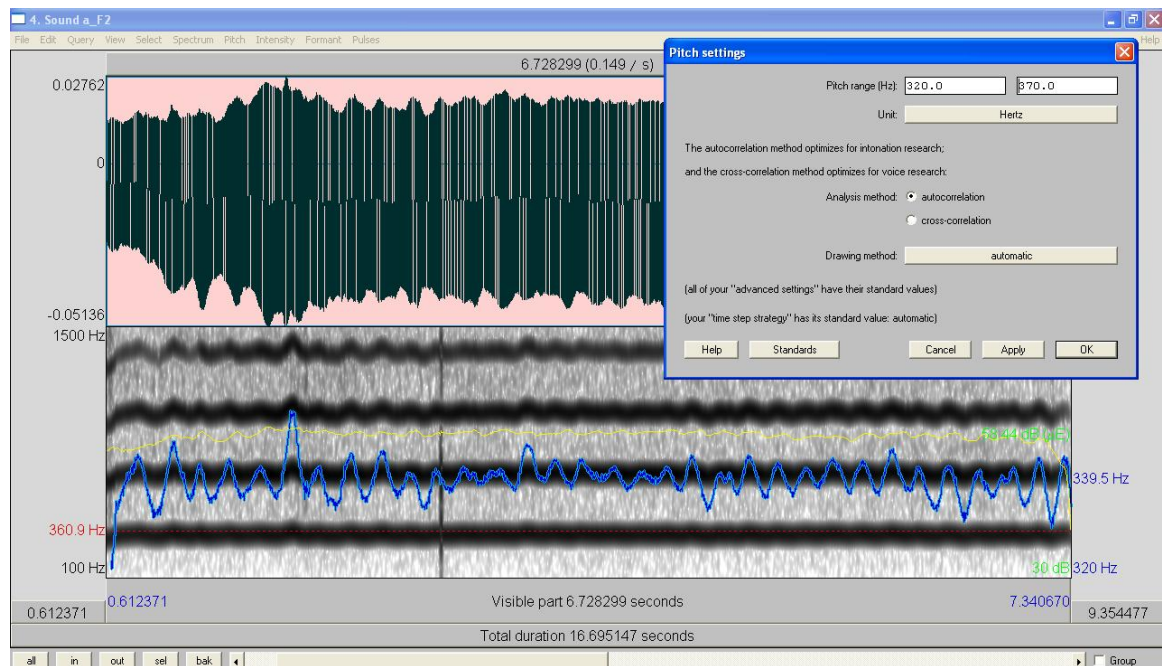 4. Sound a_F2
File Edit Query View Select Spectrum Pitch Intensity Formant Pulses Help
6.728299 (0.149 / s)
Pitch settings
Pitch range (Hz): 320.0 370.0
Unit: Hertz
The autocorrelation method optimizes for intonation research;
and the cross-correlation method optimizes for voice research:
Analysis method: autocorrelation
cross-correlation
Drawing method: automatic
(all of your "advanced settings" have their standard values)
(your "time step strategy" has its standard value: automatic)
Help Standards Cancel Apply OK
0.02762
0
-0.05136
1500 Hz
59.44 dB (µE)
339.5 Hz
360.9 Hz
100 Hz
30 dB
320 Hz
0.612371
0.612371
Visible part 6.728299 seconds
7.340670
9.354477
Total duration 16.695147 seconds
all in out sel bak Group